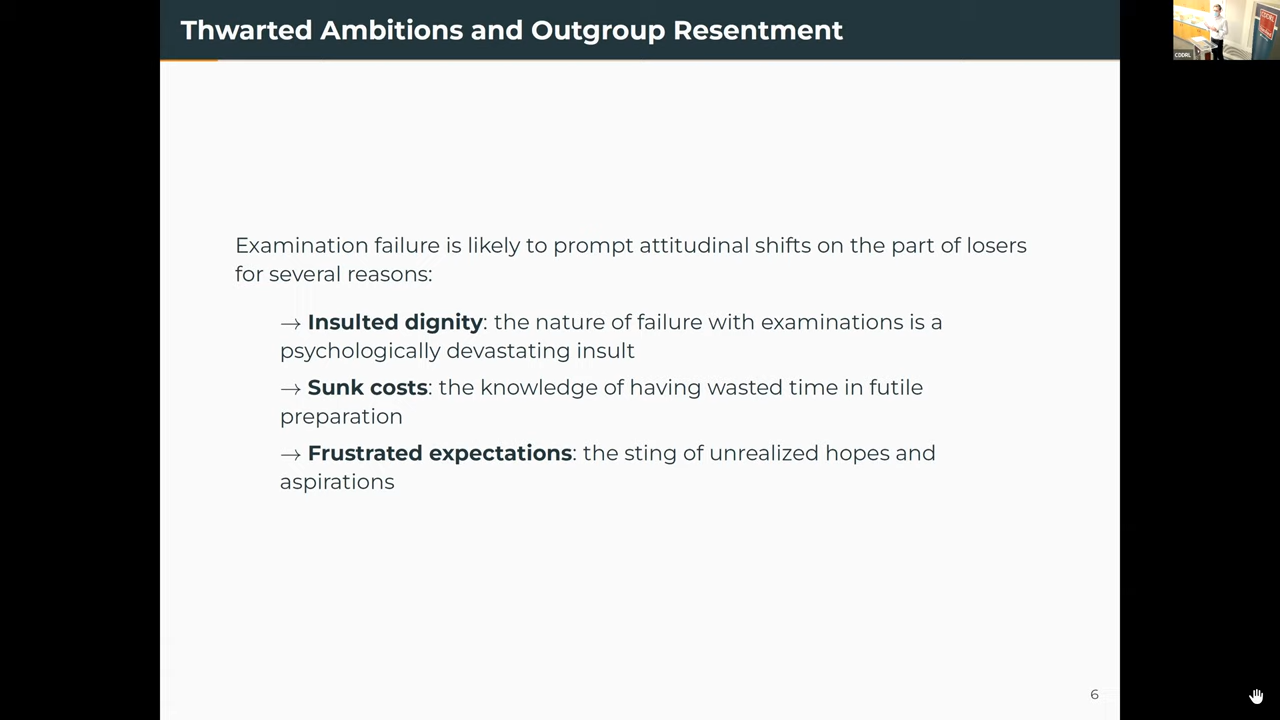 Thwarted Ambitions and Outgroup Resentment
CDDRL
Examination failure is likely to prompt attitudinal shifts on the part of losers
for several reasons:
→ Insulted dignity: the nature of failure with examinations is a
psychologically devastating insult
→ Sunk costs: the knowledge of having wasted time in futile
preparation
→ Frustrated expectations: the sting of unrealized hopes and
aspirations
6